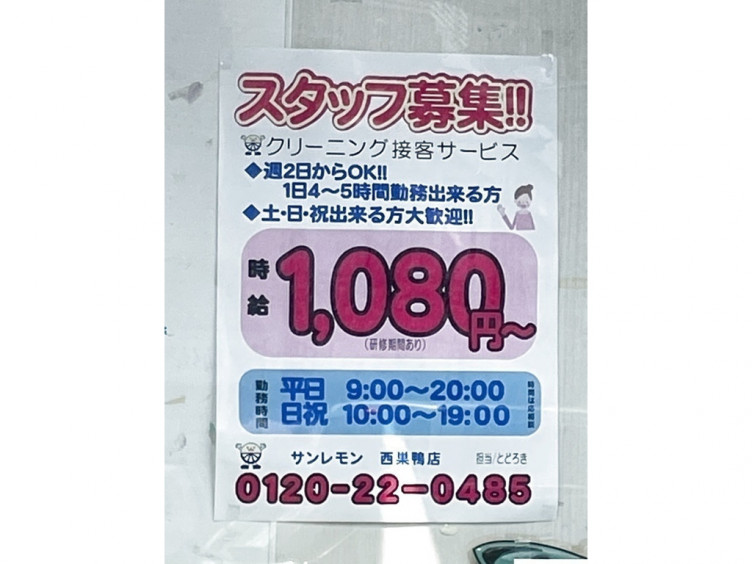 スタッフ募集!!
クリーニング接客サービス
◆週2日からOK!!
1日4〜5時間勤務出来る方
◆土・日・祝出来る方大歓迎!!
時給 1,080円〜
(研修期間あり)
勤務時間 平日 9:00〜20:00
日祝 10:00〜19:00
時間は応相談
サンレモン 西巣鴨店 担当/とどろき
0120-22-0485